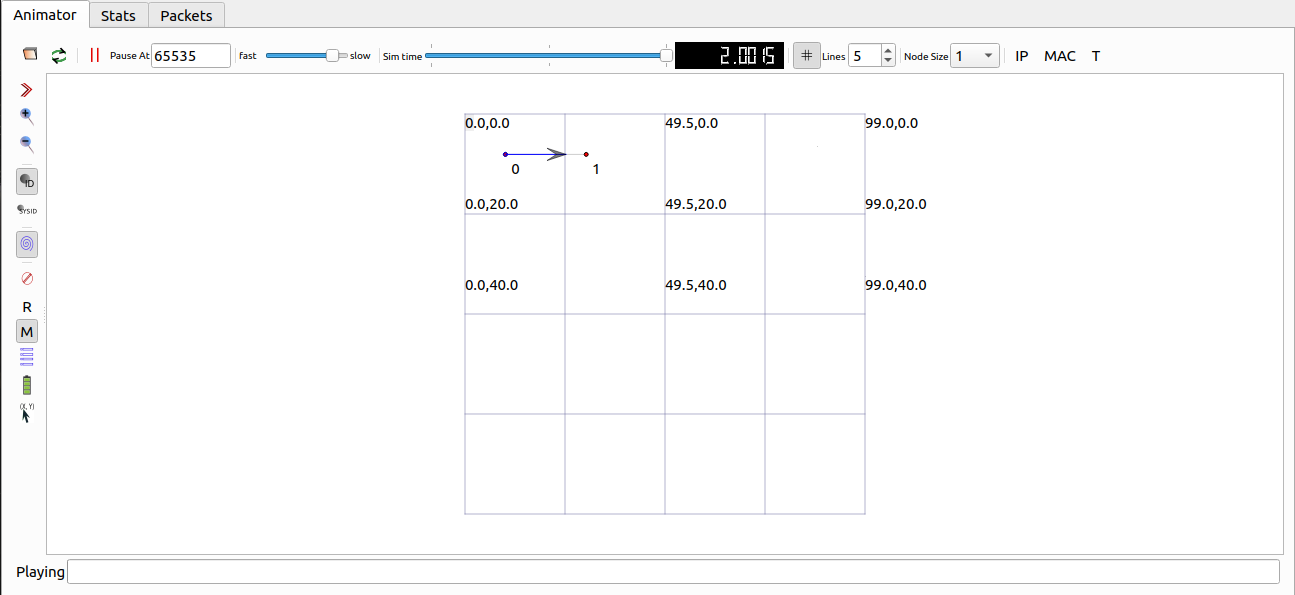 Animator Stats Packets
Pause At 65535 fast slow Sim time 2.0015 # Lines 5 Node Size 1 IP MAC T
ID
SYSID
R
M
(X, Y)
0.0,0.0 49.5,0.0 99.0,0.0
0 1
0.0,20.0 49.5,20.0 99.0,20.0
0.0,40.0 49.5,40.0 99.0,40.0
Playing